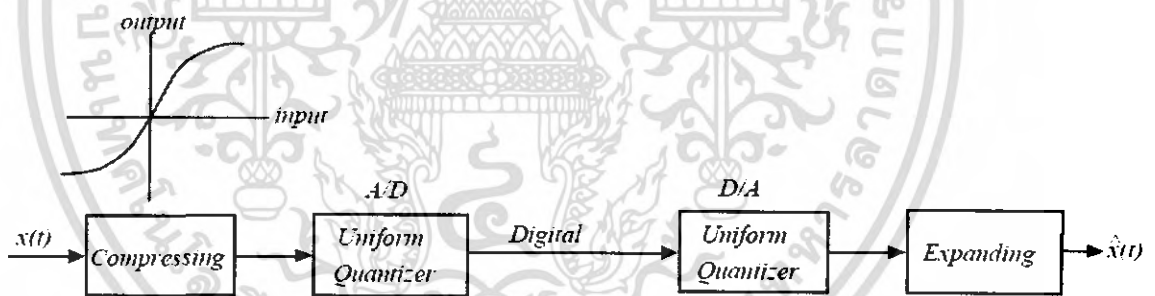 output
input
A/D
D/A
x(t)
Compressing
Uniform
Quantizer
Digital
Uniform
Quantizer
Expanding
x̂(t)